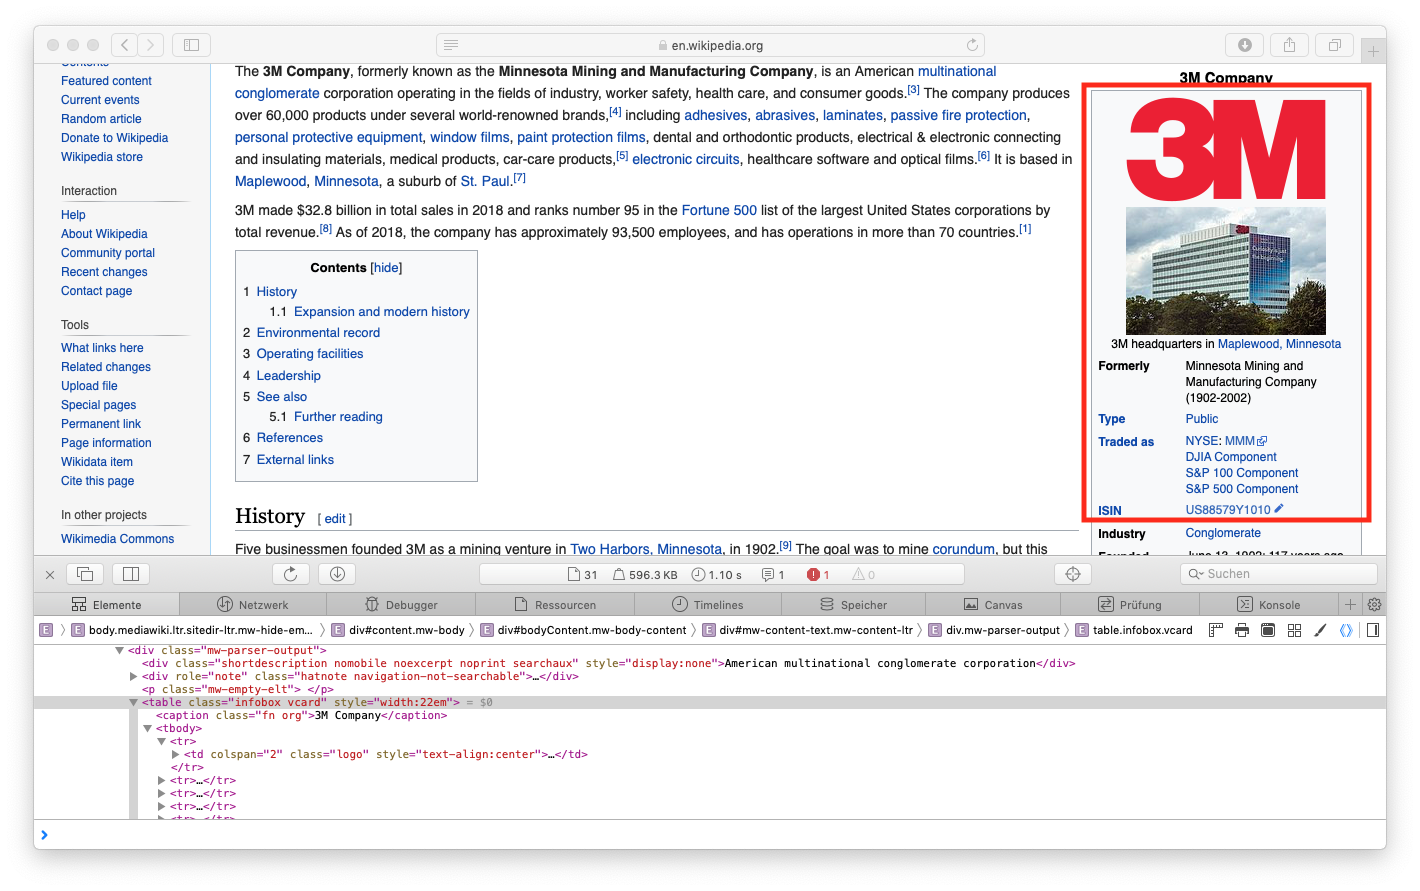 en.wikipedia.org
Contents
Featured content
Current events
Random article
Donate to Wikipedia
Wikipedia store
Interaction
Help
About Wikipedia
Community portal
Recent changes
Contact page
Tools
What links here
Related changes
Upload file
Special pages
Permanent link
Page information
Wikidata item
Cite this page
In other projects
Wikimedia Commons
The 3M Company, formerly known as the Minnesota Mining and Manufacturing Company, is an American multinational
conglomerate corporation operating in the fields of industry, worker safety, health care, and consumer goods.[3] The company produces
over 60,000 products under several world-renowned brands,[4] including adhesives, abrasives, laminates, passive fire protection,
personal protective equipment, window films, paint protection films, dental and orthodontic products, electrical & electronic connecting
and insulating materials, medical products, car-care products,[5] electronic circuits, healthcare software and optical films.[6] It is based in
Maplewood, Minnesota, a suburb of St. Paul.[7]
3M made $32.8 billion in total sales in 2018 and ranks number 95 in the Fortune 500 list of the largest United States corporations by
total revenue.[8] As of 2018, the company has approximately 93,500 employees, and has operations in more than 70 countries.[1]
Contents [hide]
1 History
1.1 Expansion and modern history
2 Environmental record
3 Operating facilities
4 Leadership
5 See also
5.1 Further reading
6 References
7 External links
History [ edit ]
Five businessmen founded 3M as a mining venture in Two Harbors, Minnesota, in 1902.[9] The goal was to mine corundum, but this
3M Company
3M
3M
3M headquarters in Maplewood, Minnesota
Formerly Minnesota Mining and
Manufacturing Company
(1902-2002)
Type Public
Traded as NYSE: MMM
DJIA Component
S&P 100 Component
S&P 500 Component
ISIN US88579Y1010
Industry Conglomerate
Founded June 13, 1902; 117 years ago
31 596.3 KB 1.10 s 1 1 0 Suchen
Elemente Netzwerk Debugger Ressourcen Timelines Speicher Canvas Prüfung Konsole
E E body.mediawiki.ltr.sitedir-ltr.mw-hide-em... E div#content.mw-body E div#bodyContent.mw-body-content E div#mw-content-text.mw-content-ltr E div.mw-parser-output E table.infobox.vcard
<div class="mw-parser-output">
<div class="shortdescription nomobile noexcerpt noprint searchaux" style="display:none">American multinational conglomerate corporation</div>
<div role="note" class="hatnote navigation-not-searchable">…</div>
<p class="mw-empty-elt"> </p>
<table class="infobox vcard" style="width:22em"> = $0
<caption class="fn org">3M Company</caption>
<tbody>
<tr>
<td colspan="2" class="logo" style="text-align:center">…</td>
</tr>
<tr>…</tr>
<tr>…</tr>
<tr>…</tr>
<tr>…</tr>